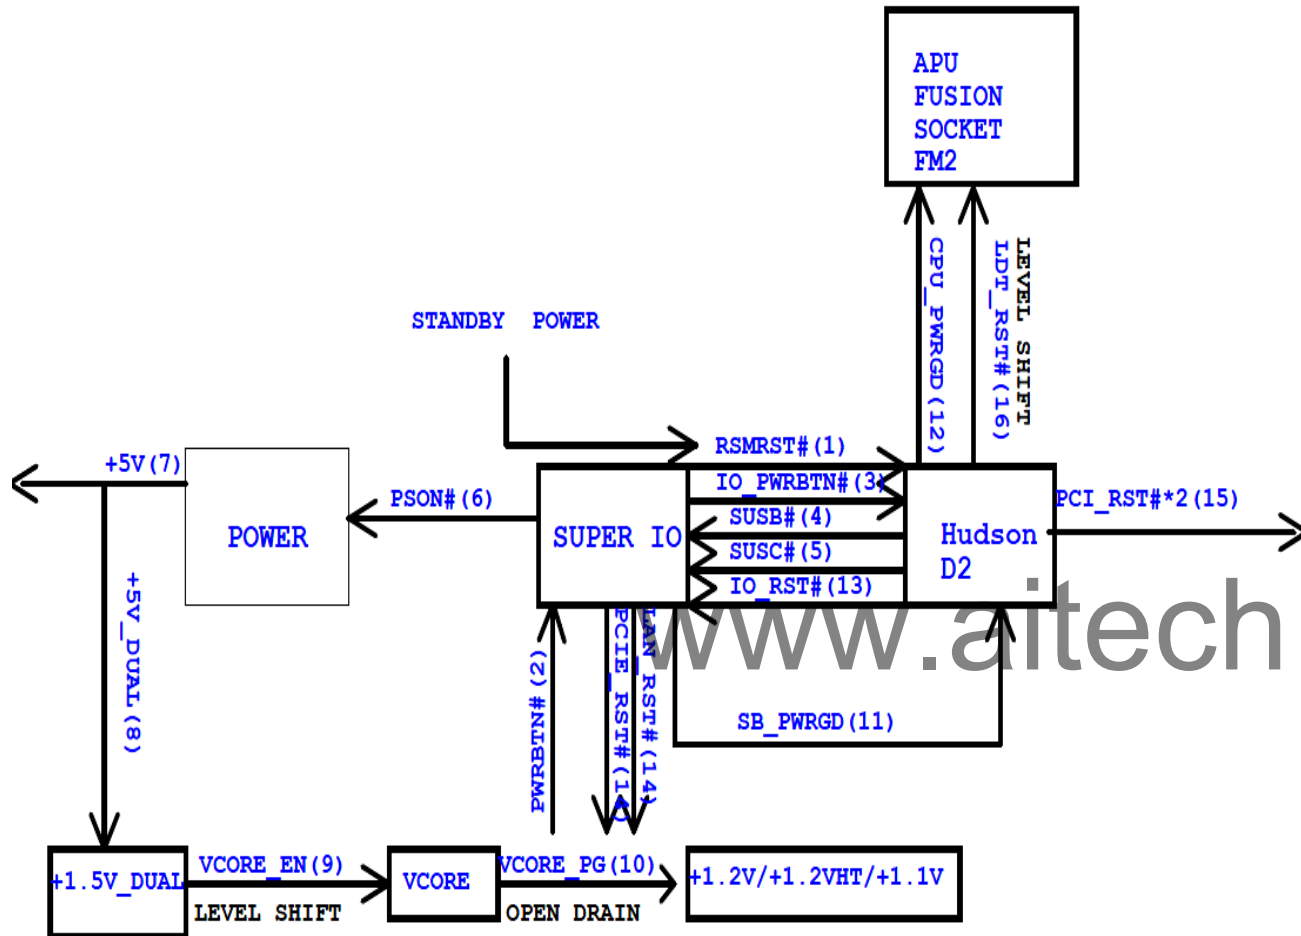 APU
FUSION
SOCKET
FM2
CPU_PWRGD(12)
LDT_RST#(16)
LEVEL SHIFT
STANDBY POWER
RSMRST#(1)
+5V(7)
IO_PWRBTN#(3)
PSON#(6)
PCI_RST#*2(15)
SUSB#(4)
POWER
SUPER IO
Hudson
D2
SUSC#(5)
IO_RST#(13)
+5V_DUAL(8)
www.aitech
PWRBTN#(2)
PCIE_RST#(14)
LAN_RST#(14)
SB_PWRGD(11)
+1.5V_DUAL
VCORE_EN(9)
LEVEL SHIFT
VCORE
VCORE_PG(10)
OPEN DRAIN
+1.2V/+1.2VHT/+1.1V